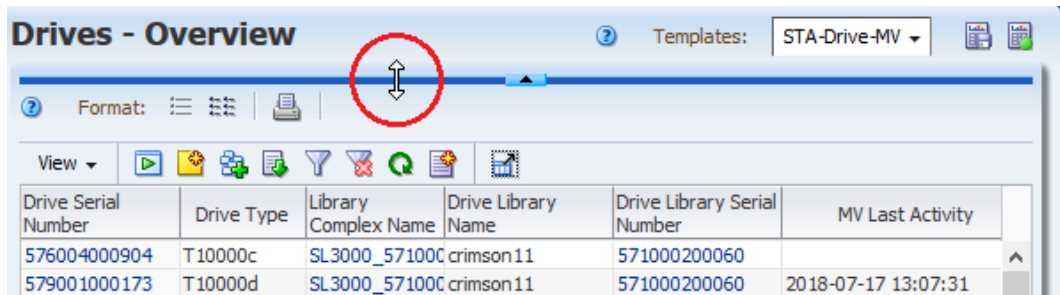 Drives - Overview Templates: STA-Drive-MV
Format:
View
Drive Serial Number Drive Type Library Complex Name Drive Library Name Drive Library Serial Number MV Last Activity
576004000904 T10000c SL3000_571000 crimson11 571000200060
579001000173 T10000d SL3000_571000 crimson11 571000200060 2018-07-17 13:07:31